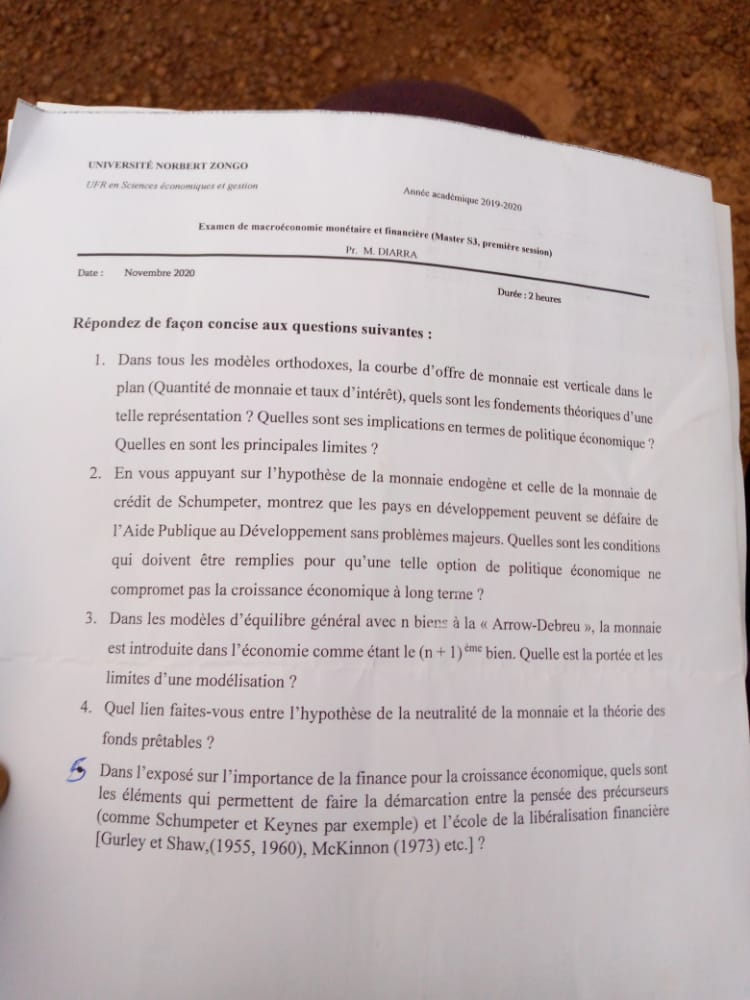 UNIVERSITÉ NORBERT ZONGO
UFR en Sciences économiques et gestion
Année académique 2019-2020
Examen de macroéconomie monétaire et financière (Master S3, première session)
Pr. M. DIARRA
Date : Novembre 2020
Durée : 2 heures
Répondez de façon concise aux questions suivantes :
1. Dans tous les modèles orthodoxes, la courbe d'offre de monnaie est verticale dans le
plan (Quantité de monnaie et taux d'intérêt), quels sont les fondements théoriques d'une
telle représentation ? Quelles sont ses implications en termes de politique économique ?
Quelles en sont les principales limites ?
2. En vous appuyant sur l'hypothèse de la monnaie endogène et celle de la monnaie de
crédit de Schumpeter, montrez que les pays en développement peuvent se défaire de
l'Aide Publique au Développement sans problèmes majeurs. Quelles sont les conditions
qui doivent être remplies pour qu'une telle option de politique économique ne
compromet pas la croissance économique à long terme ?
3. Dans les modèles d'équilibre général avec n biens à la « Arrow-Debreu », la monnaie
est introduite dans l'économie comme étant le (n + 1)ème bien. Quelle est la portée et les
limites d'une modélisation ?
4. Quel lien faites-vous entre l'hypothèse de la neutralité de la monnaie et la théorie des
fonds prêtables ?
5 Dans l'exposé sur l'importance de la finance pour la croissance économique, quels sont
les éléments qui permettent de faire la démarcation entre la pensée des précurseurs
(comme Schumpeter et Keynes par exemple) et l'école de la libéralisation financière
[Gurley et Shaw,(1955, 1960), McKinnon (1973) etc.] ?